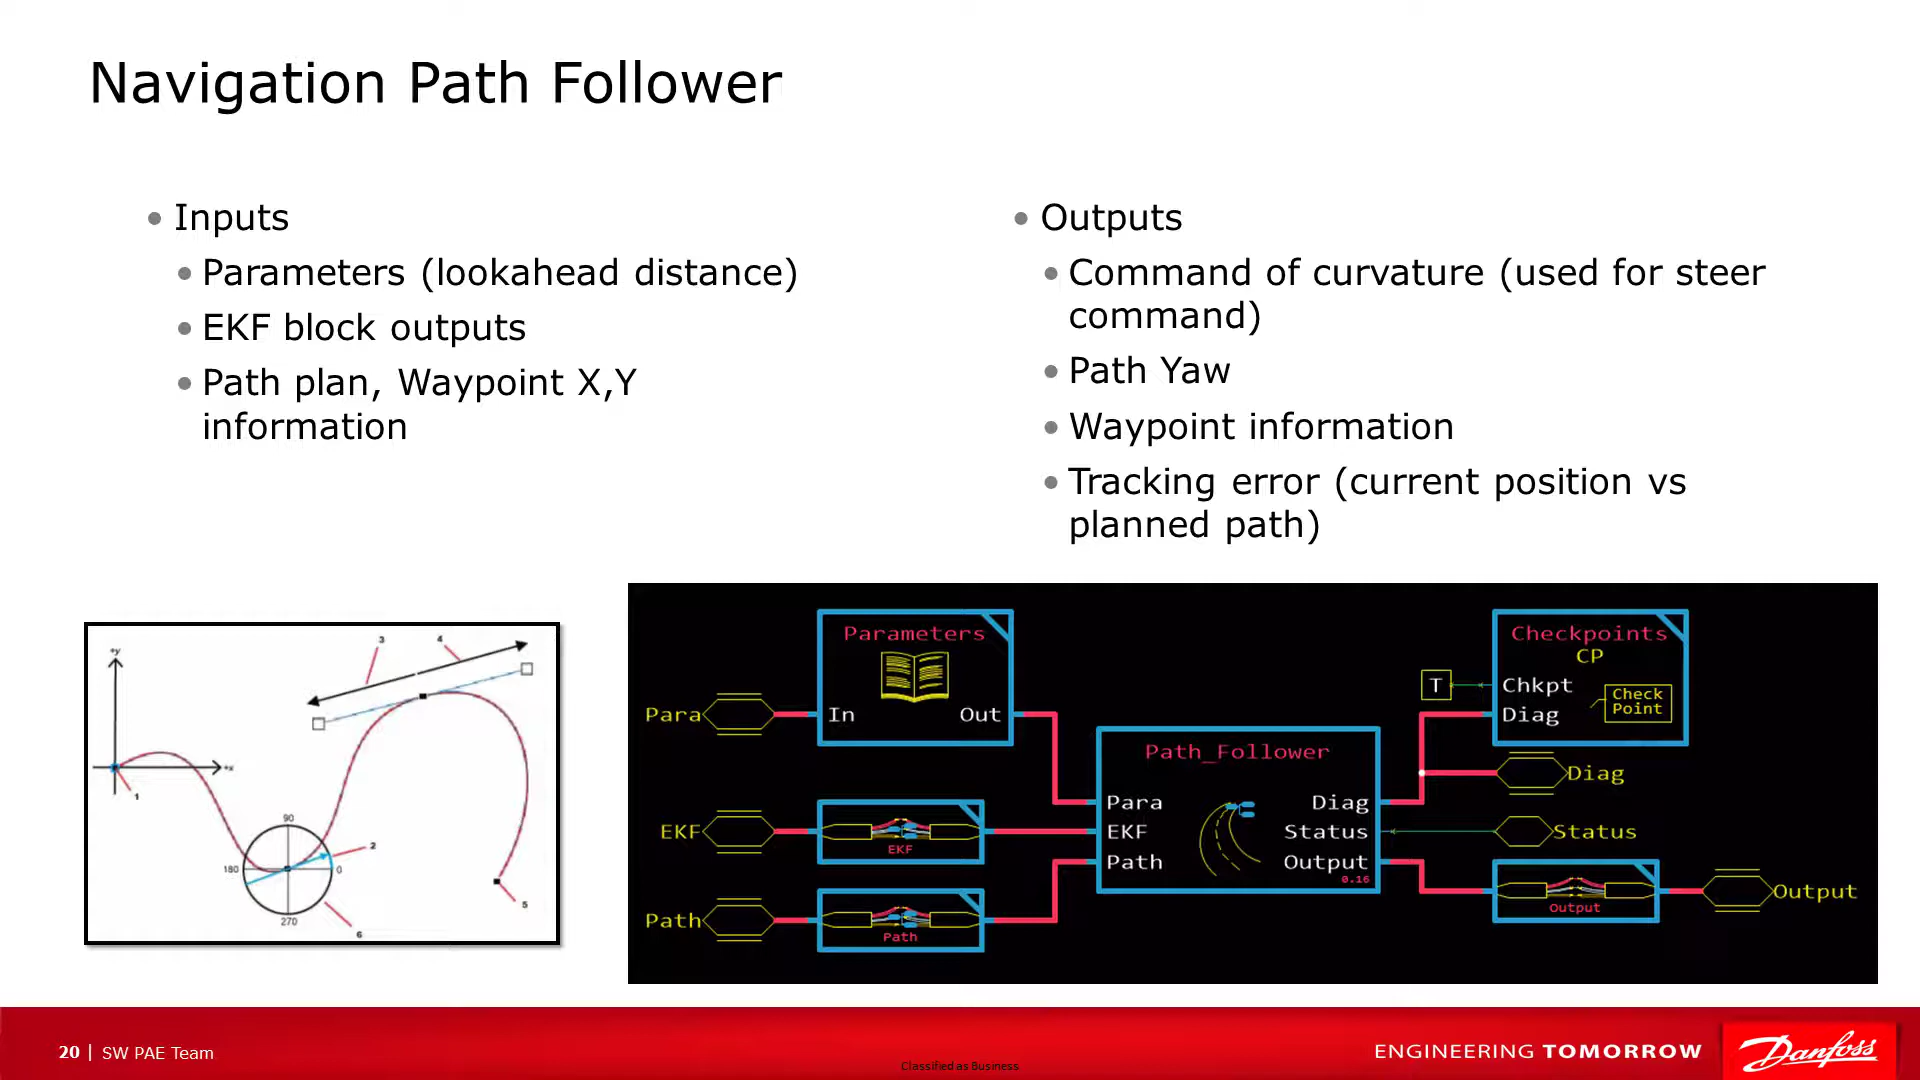 Navigation Path Follower
Inputs
Parameters (lookahead distance)
EKF block outputs
Path plan, Waypoint X,Y
information
Outputs
Command of curvature (used for steer
command)
Path Yaw
Waypoint information
Tracking error (current position vs
planned path)
+y
+x
1
2
3
4
5
6
90
180
0
270
Para
Parameters
In
Out
EKF
EKF
Path
Path
Path_Follower
Para
EKF
Path
Diag
Status
Output
0.16
T
Checkpoints
CP
Chkpt
Diag
Check
Point
Diag
Status
Output
Output
20 | SW PAE Team
Classified as Business
ENGINEERING TOMORROW
Danfoss